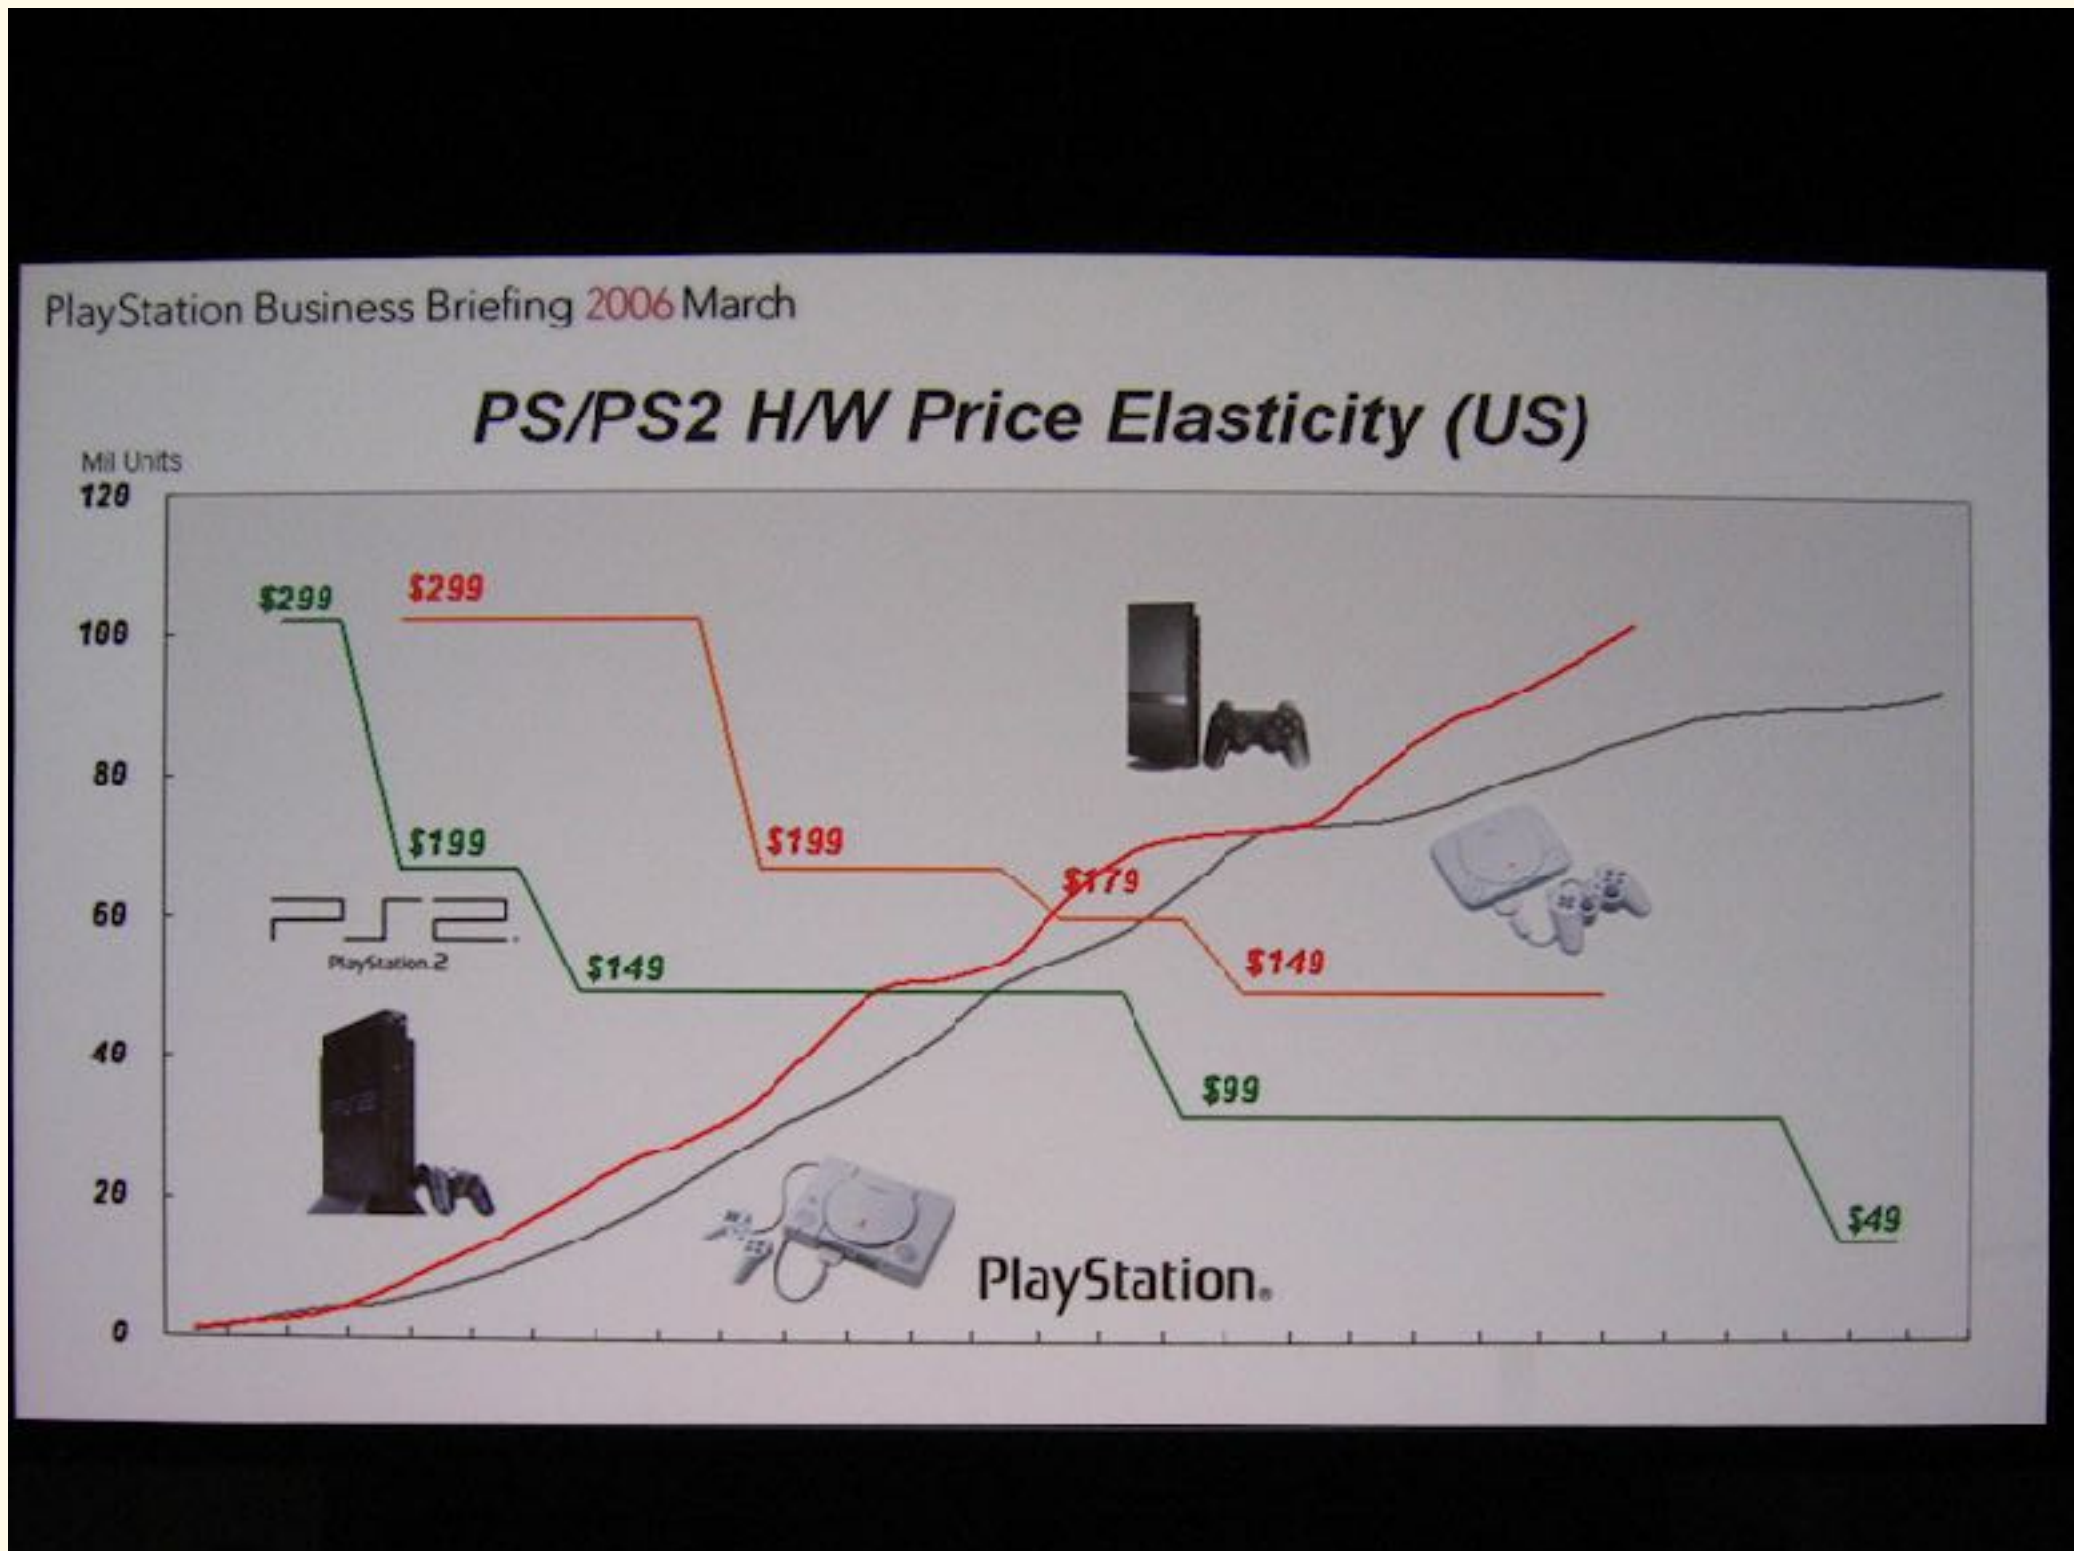 PlayStation Business Briefing 2006 March
PS/PS2 H/W Price Elasticity (US)
Mil Units
120
100
80
60
40
20
0
$299
$299
$199
$199
$179
$149
$149
$99
$49
PS2
PlayStation.2
PlayStation®